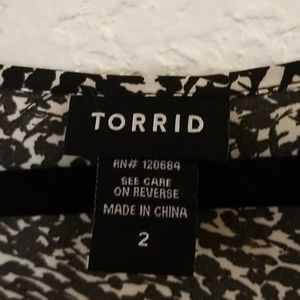 TORRID
RN# 120684
SEE CARE
ON REVERSE
MADE IN CHINA
2